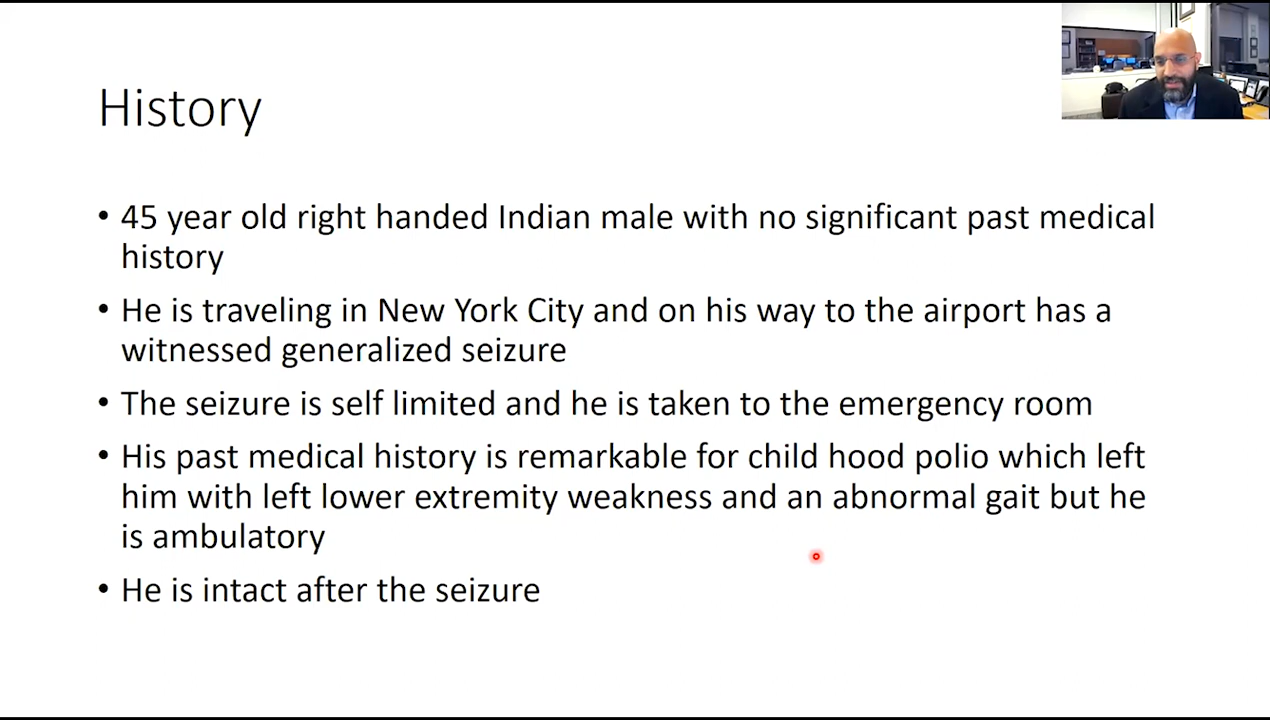 History
• 45 year old right handed Indian male with no significant past medical
history
• He is traveling in New York City and on his way to the airport has a
witnessed generalized seizure
• The seizure is self limited and he is taken to the emergency room
• His past medical history is remarkable for child hood polio which left
him with left lower extremity weakness and an abnormal gait but he
is ambulatory
• He is intact after the seizure